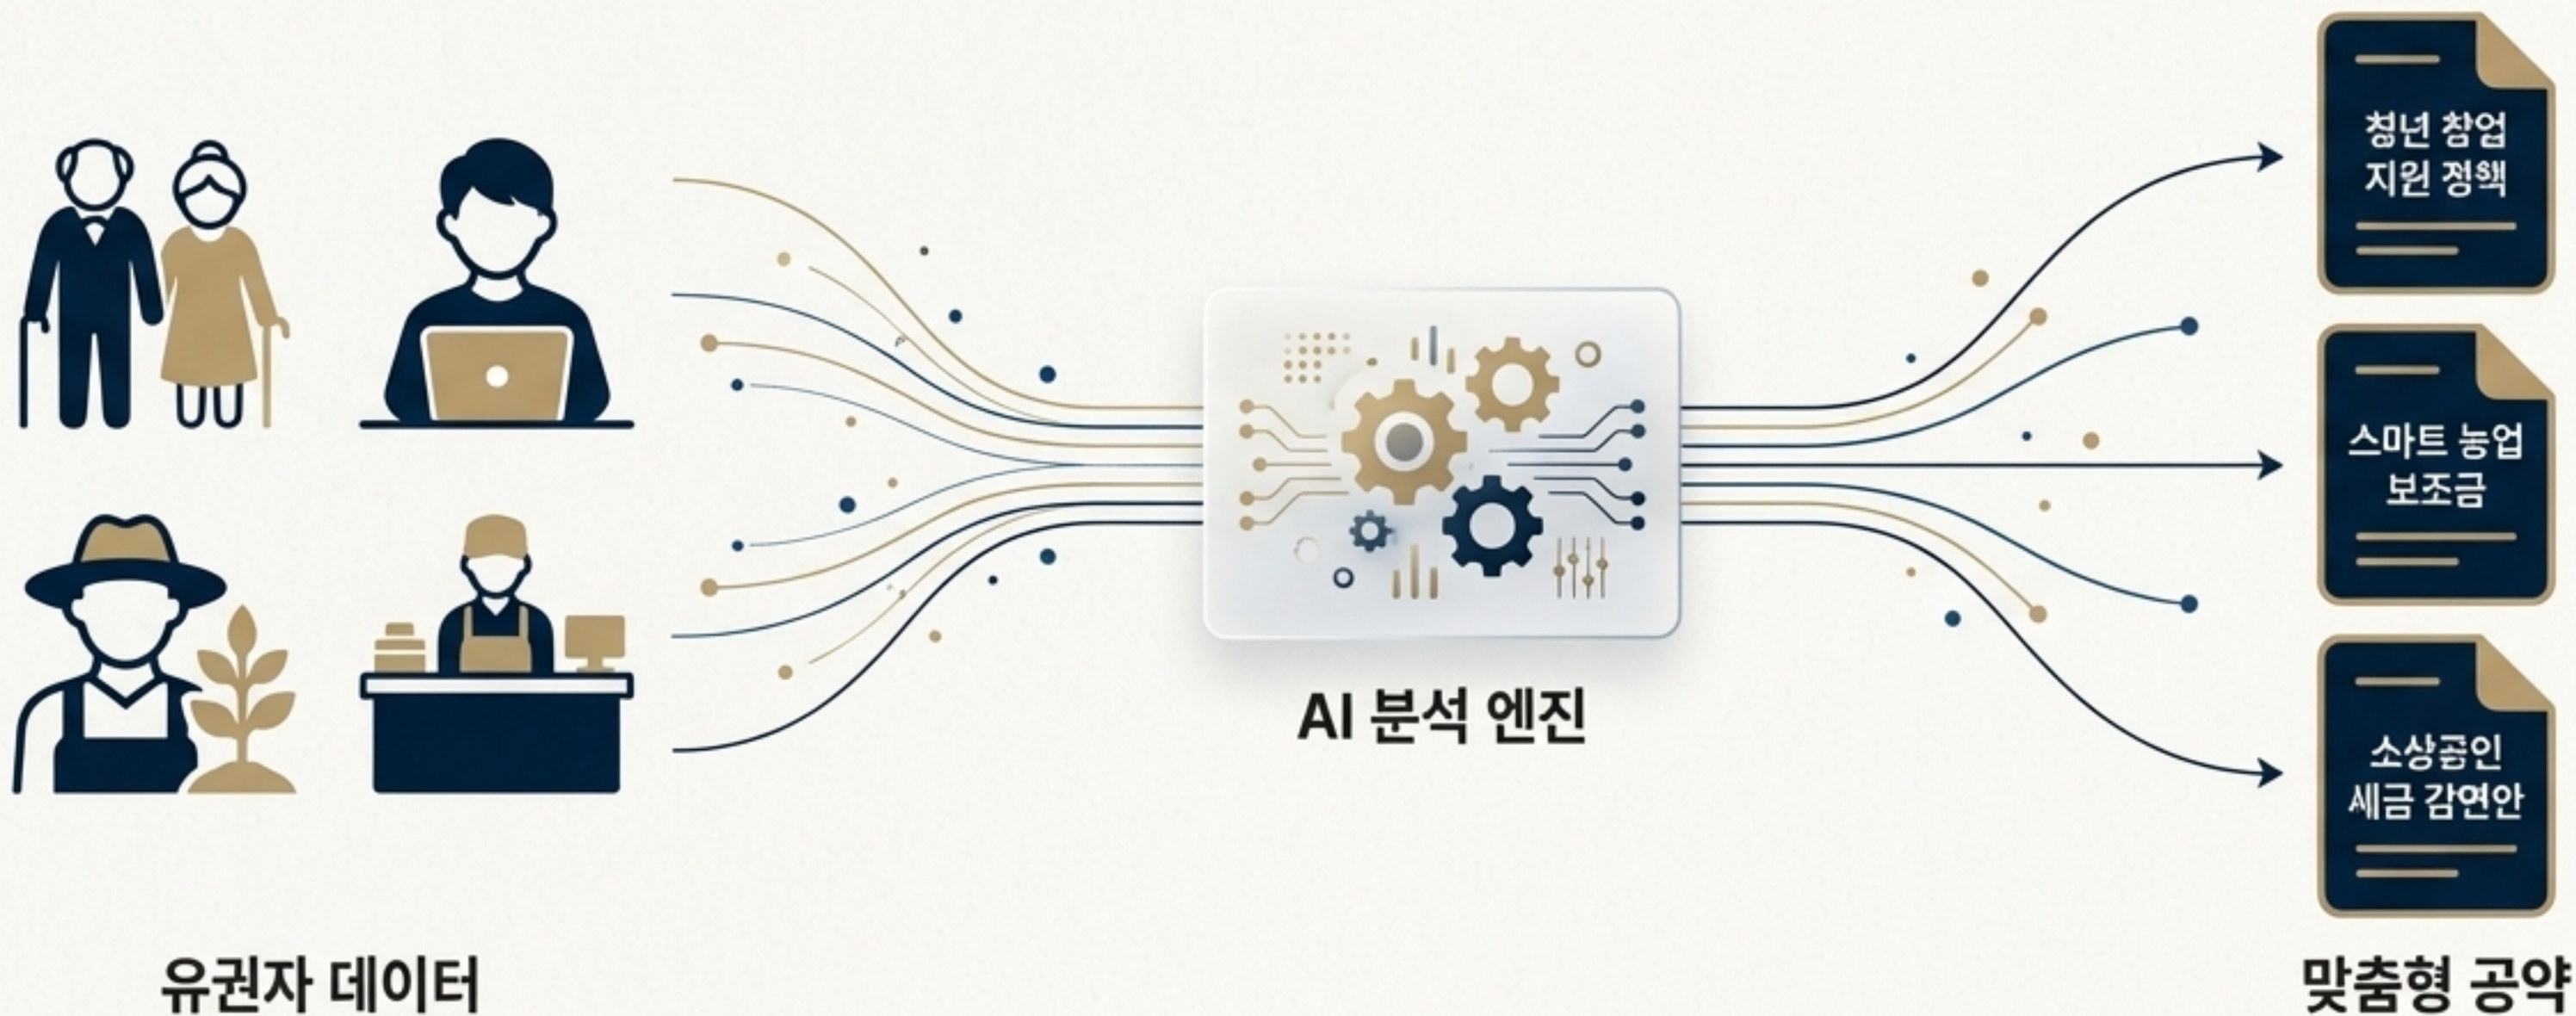 청년 창업
지원 정책
스마트 농업
보조금
소상공인
세금 감면안
AI 분석 엔진
유권자 데이터
맞춤형 공약